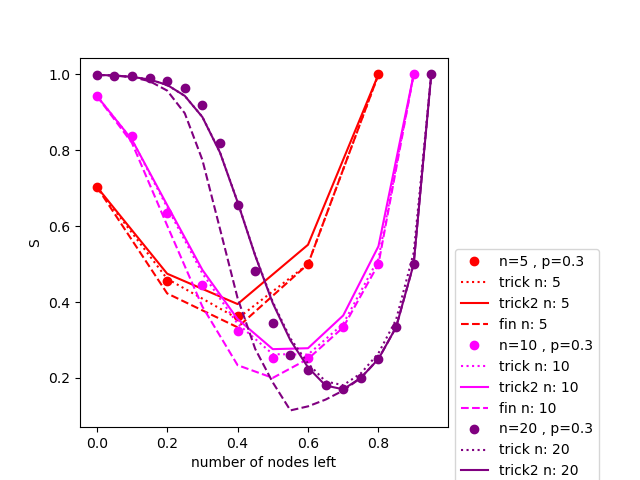 1.0
0.8
0.6
0.4
0.2
S
0.0 0.2 0.4 0.6 0.8
number of nodes left
n=5 , p=0.3
trick n: 5
trick2 n: 5
fin n: 5
n=10 , p=0.3
trick n: 10
trick2 n: 10
fin n: 10
n=20 , p=0.3
trick n: 20
trick2 n: 20